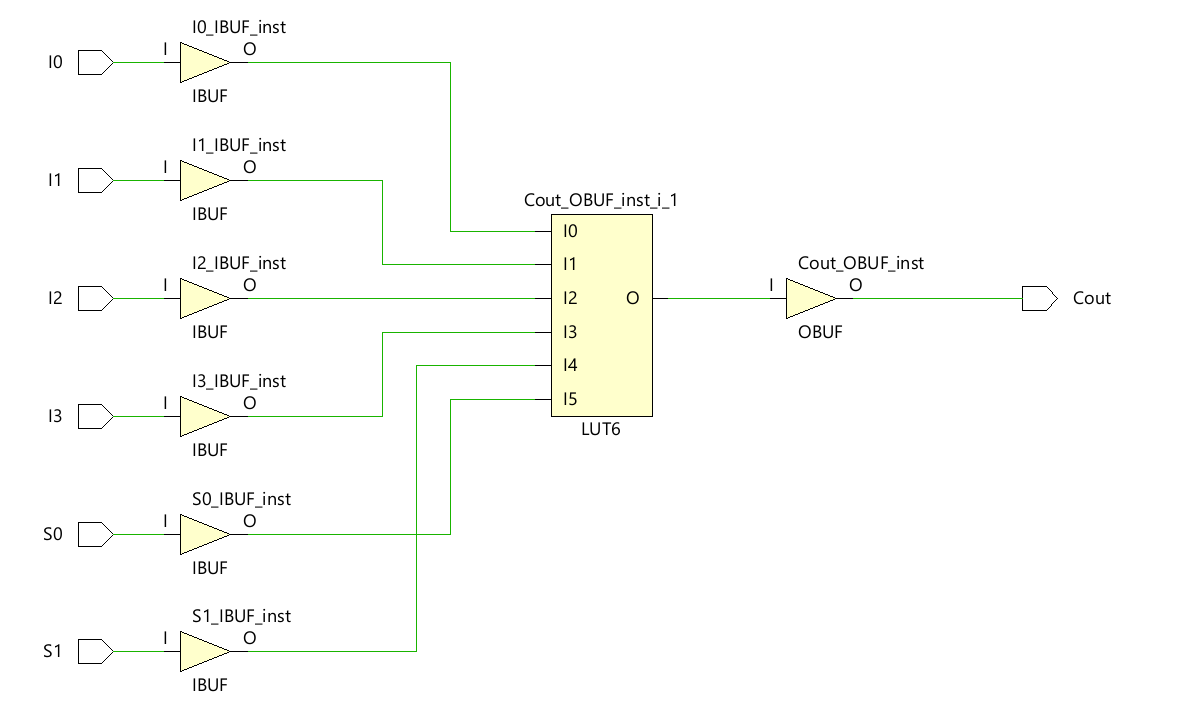 I0_IBUF_inst
I0 I O
IBUF
I1_IBUF_inst
I1 I O
IBUF
Cout_OBUF_inst_i_1
I0
I1
I2_IBUF_inst
I2 I O
IBUF
I2 O
Cout_OBUF_inst
I O
OBUF
Cout
I3
I4
I5
LUT6
I3_IBUF_inst
I3 I O
IBUF
S0_IBUF_inst
S0 I O
IBUF
S1_IBUF_inst
S1 I O
IBUF